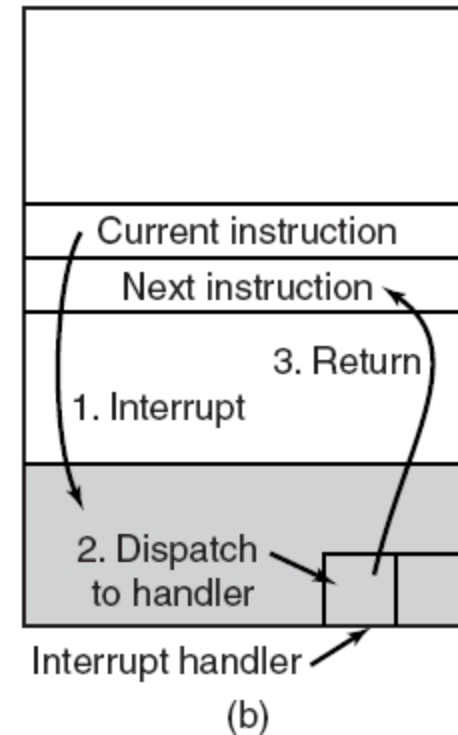 Current instruction
Next instruction
3. Return
1. Interrupt
2. Dispatch
to handler
Interrupt handler
(b)